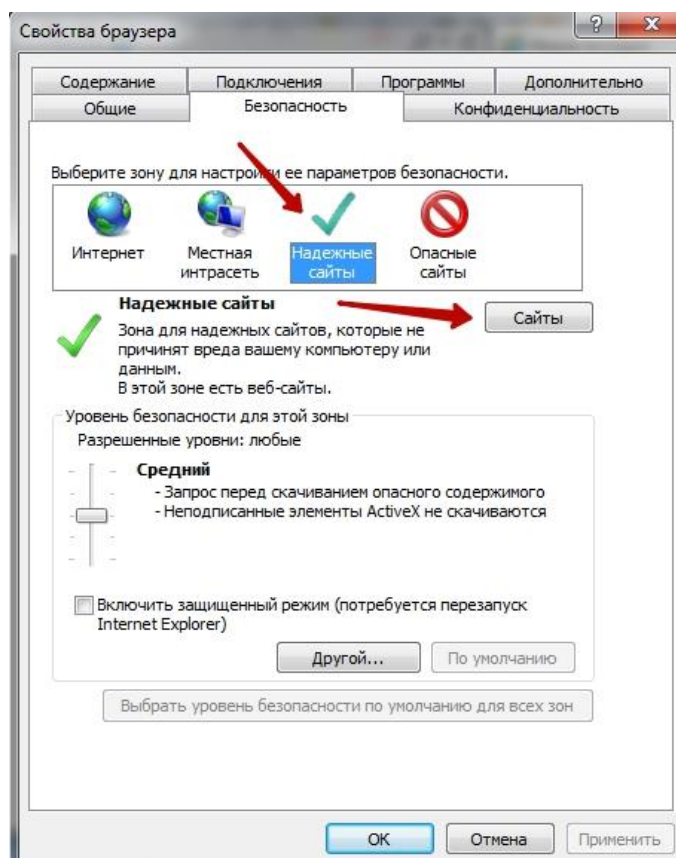 Свойства браузера
Содержание Подключения Программы Дополнительно
Общие Безопасность Конфиденциальность
Выберите зону для настройки ее параметров безопасности.
Интернет Местная интрасеть Надежные сайты Опасные сайты
Надежные сайты
Сайты
Зона для надежных сайтов, которые не
причинят вреда вашему компьютеру или
данным.
В этой зоне есть веб-сайты.
Уровень безопасности для этой зоны
Разрешенные уровни: любые
Средний
- Запрос перед скачиванием опасного содержимого
- Неподписанные элементы ActiveX не скачиваются
Включить защищенный режим (потребуется перезапуск
Internet Explorer)
Другой... По умолчанию
Выбрать уровень безопасности по умолчанию для всех зон
ОК Отмена Применить